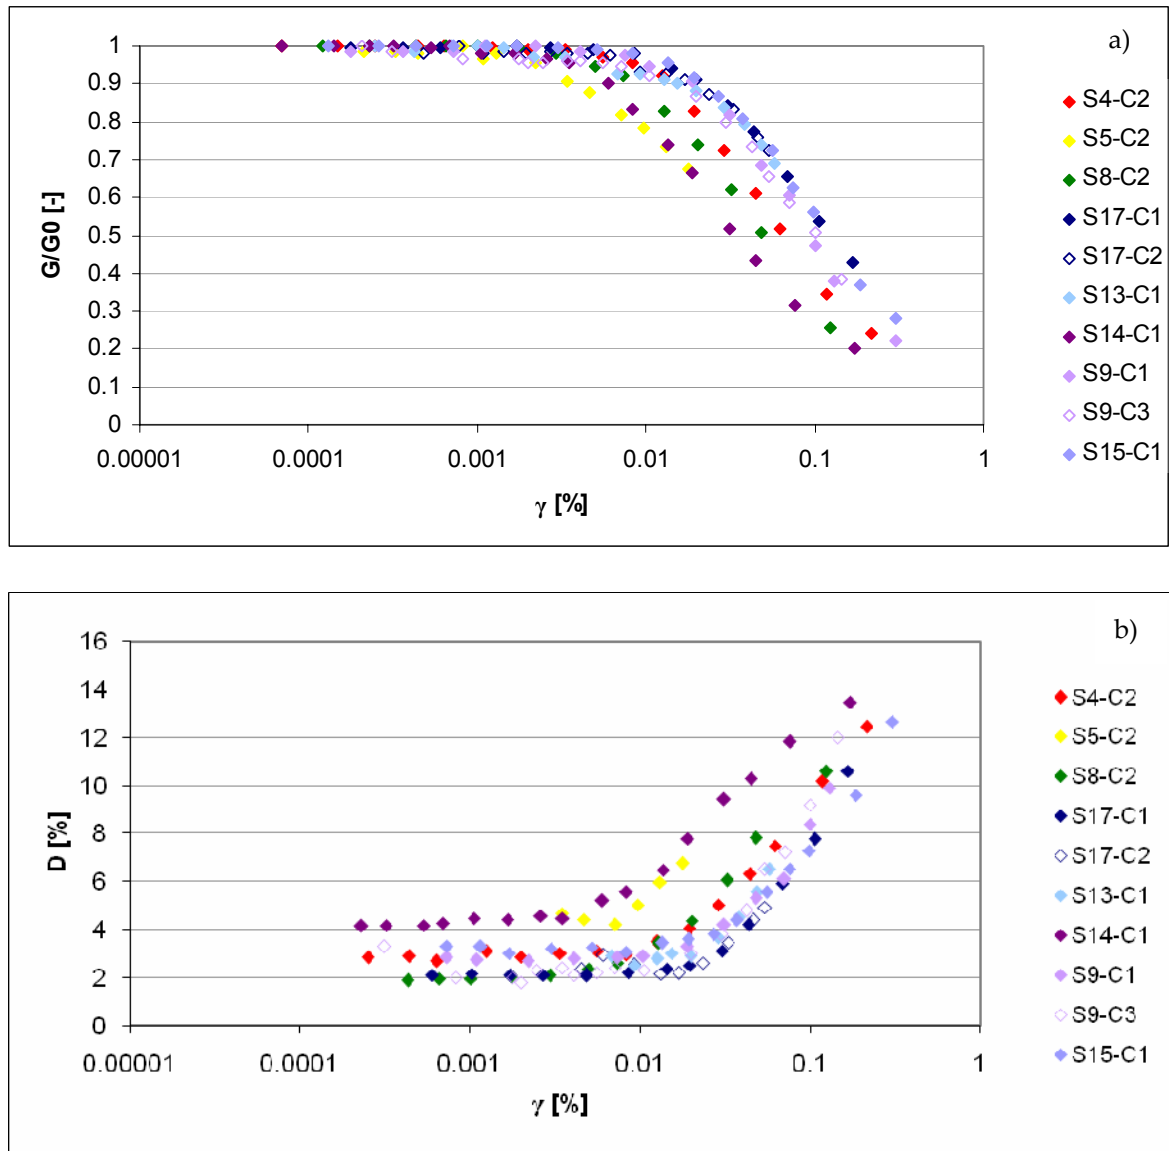 a)
1
0.9
0.8
0.7
0.6
0.5
0.4
0.3
0.2
0.1
0
G/G0 [-]
0.00001 0.0001 0.001 0.01 0.1 1
γ [%]
S4-C2
S5-C2
S8-C2
S17-C1
S17-C2
S13-C1
S14-C1
S9-C1
S9-C3
S15-C1
b)
16
14
12
10
8
6
4
2
0
D [%]
0.00001 0.0001 0.001 0.01 0.1 1
γ [%]
S4-C2
S5-C2
S8-C2
S17-C1
S17-C2
S13-C1
S14-C1
S9-C1
S9-C3
S15-C1